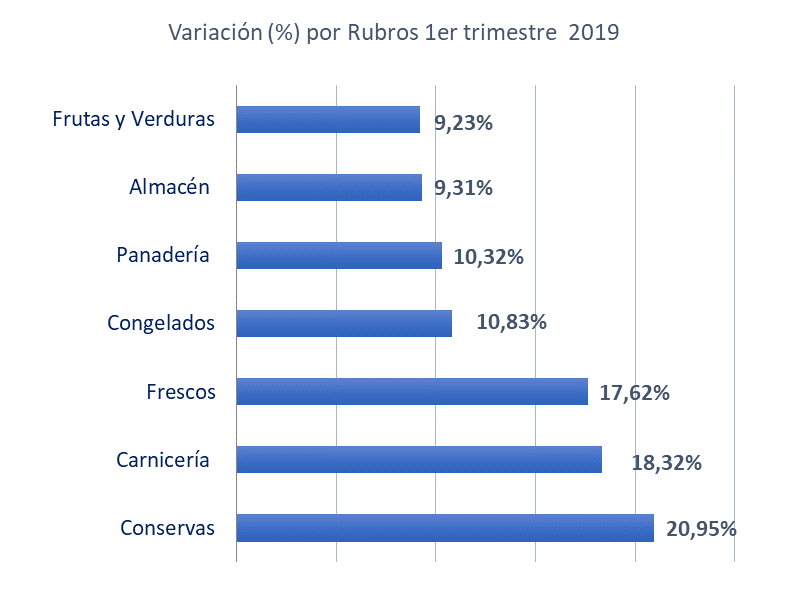 Variación (%) por Rubros 1er trimestre 2019
Frutas y Verduras 9,23%
Almacén 9,31%
Panadería 10,32%
Congelados 10,83%
Frescos 17,62%
Carnicería 18,32%
Conservas 20,95%